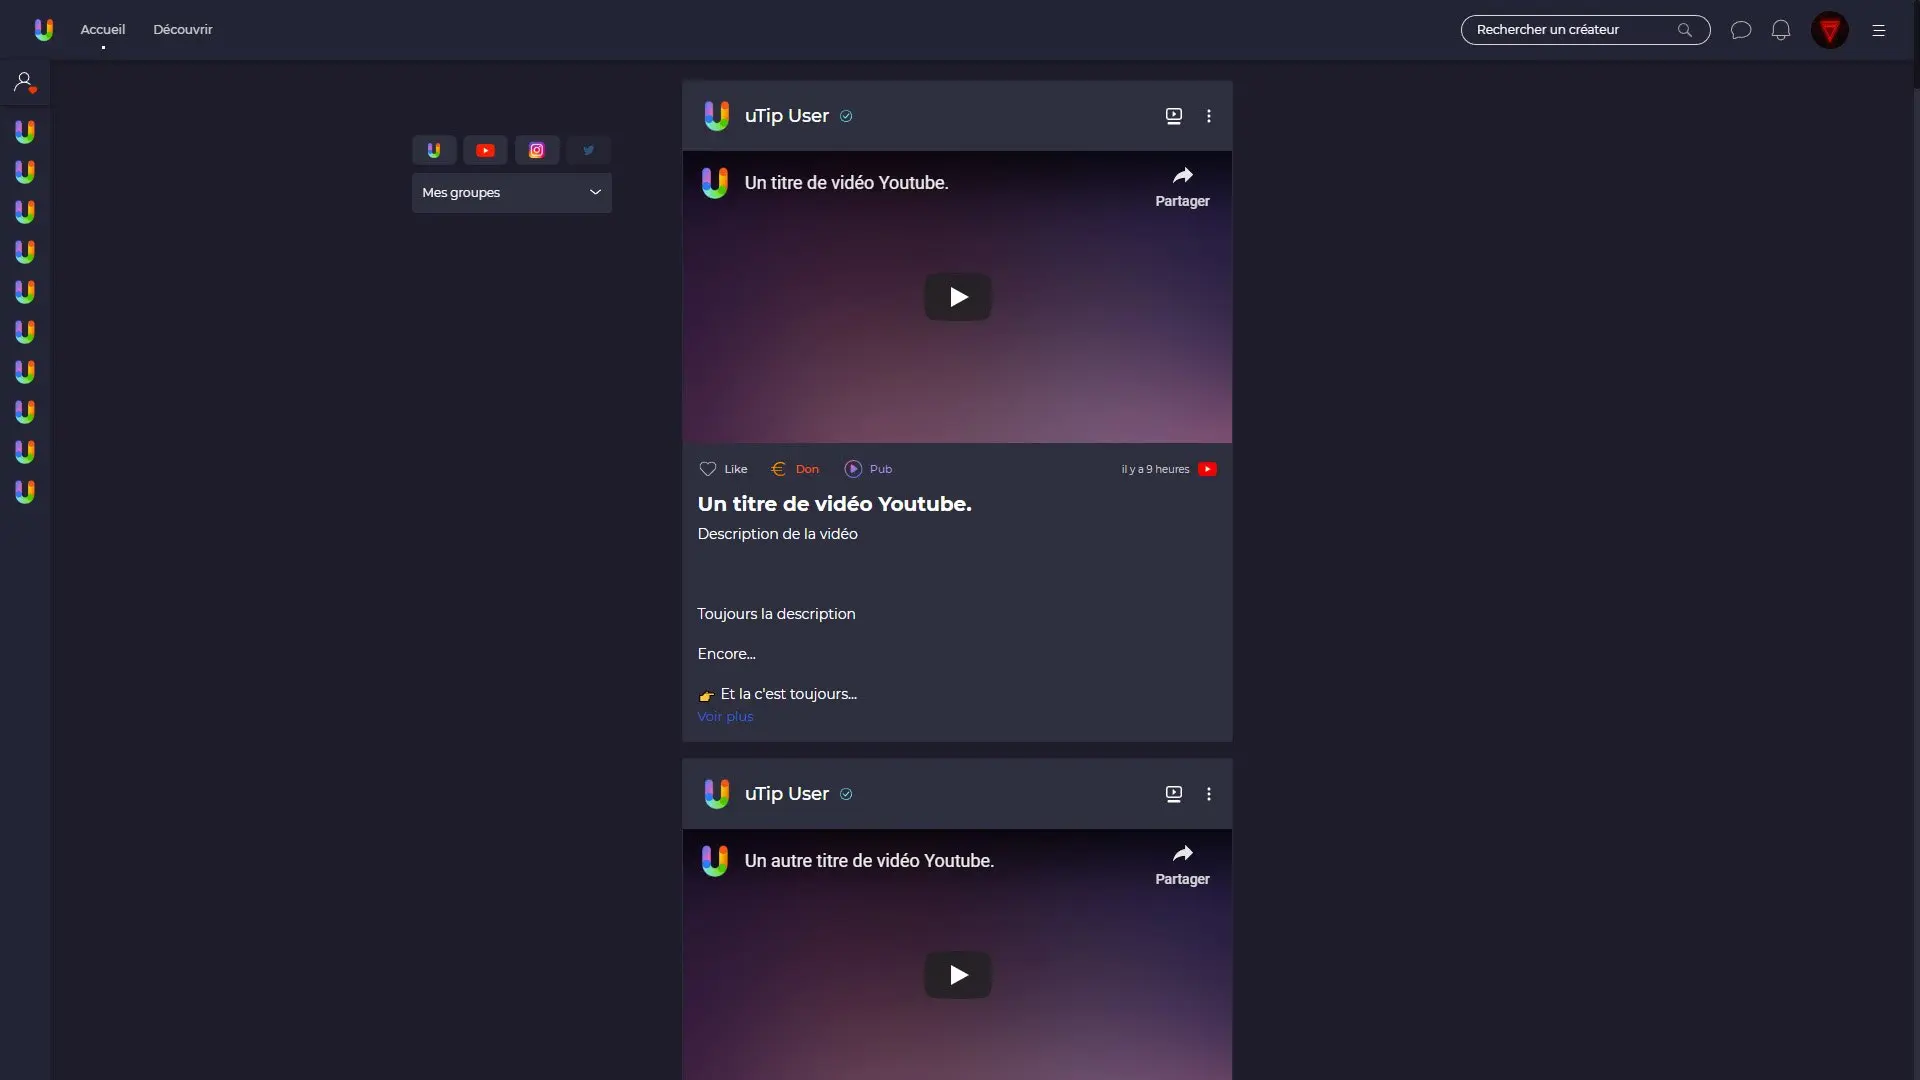 Accueil
Découvrir
Rechercher un créateur
Mes groupes
uTip User
Un titre de vidéo Youtube.
Partager
Like
Don
Pub
il y a 9 heures
Un titre de vidéo Youtube.
Description de la vidéo
Toujours la description
Encore...
👉 Et la c'est toujours...
Voir plus
uTip User
Un autre titre de vidéo Youtube.
Partager